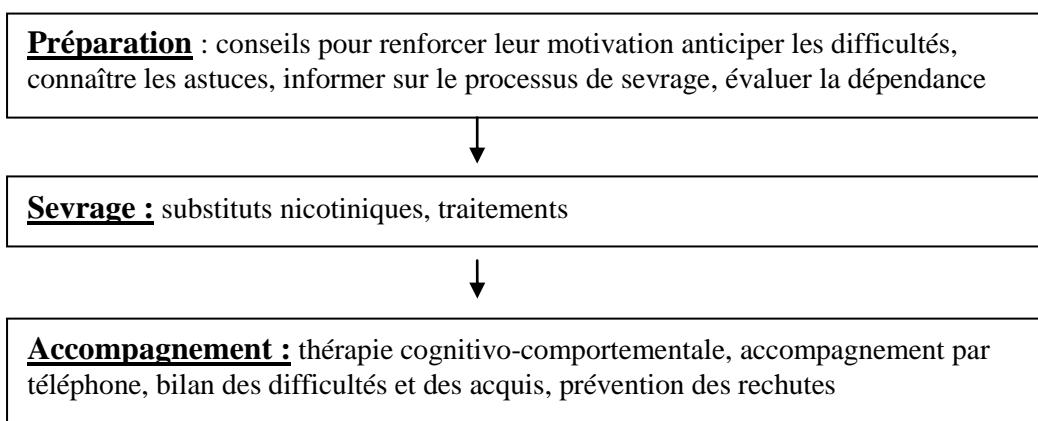 Préparation : conseils pour renforcer leur motivation anticiper les difficultés,
connaître les astuces, informer sur le processus de sevrage, évaluer la dépendance
Sevrage : substituts nicotiniques, traitements
Accompagnement : thérapie cognitivo-comportementale, accompagnement par
téléphone, bilan des difficultés et des acquis, prévention des rechutes